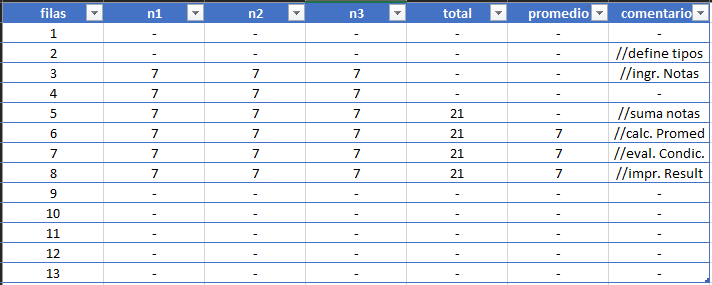 filas n1 n2 n3 total promedio comentario
1 - - - - - -
2 - - - - - //define tipos
3 7 7 7 - - //ingr. Notas
4 7 7 7 - - -
5 7 7 7 21 - //suma notas
6 7 7 7 21 7 //calc. Promed
7 7 7 7 21 7 //eval. Condic.
8 7 7 7 21 7 //impr. Result
9 - - - - - -
10 - - - - - -
11 - - - - - -
12 - - - - - -
13 - - - - - -